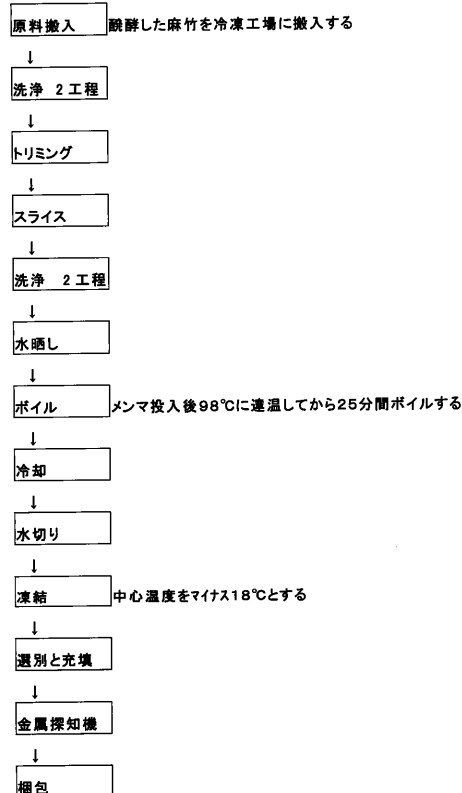 原料搬入 醗酵した麻竹を冷凍工場に搬入する
↓
洗浄 2工程
↓
トリミング
↓
スライス
↓
洗浄 2工程
↓
水晒し
↓
ボイル メンマ投入後98℃に達温してから25分間ボイルする
↓
冷却
↓
水切り
↓
凍結 中心温度をマイナス18℃とする
↓
選別と充填
↓
金属探知機
↓
梱包